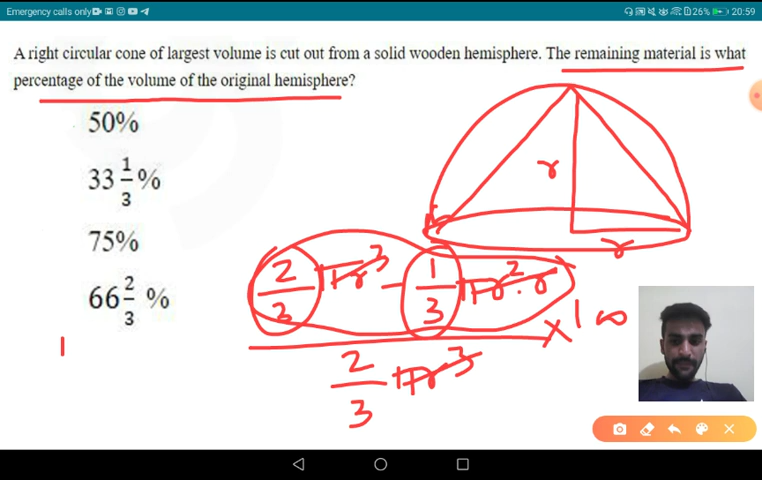 Emergency calls only 26% 20:59
A right circular cone of largest volume is cut out from a solid wooden hemisphere. The remaining material is what
percentage of the volume of the original hemisphere?
50%
33 1/3 %
75%
66 2/3 %
r
r
2/3 πr³ - 1/3 πr².r
× 100
2/3 πr³
1